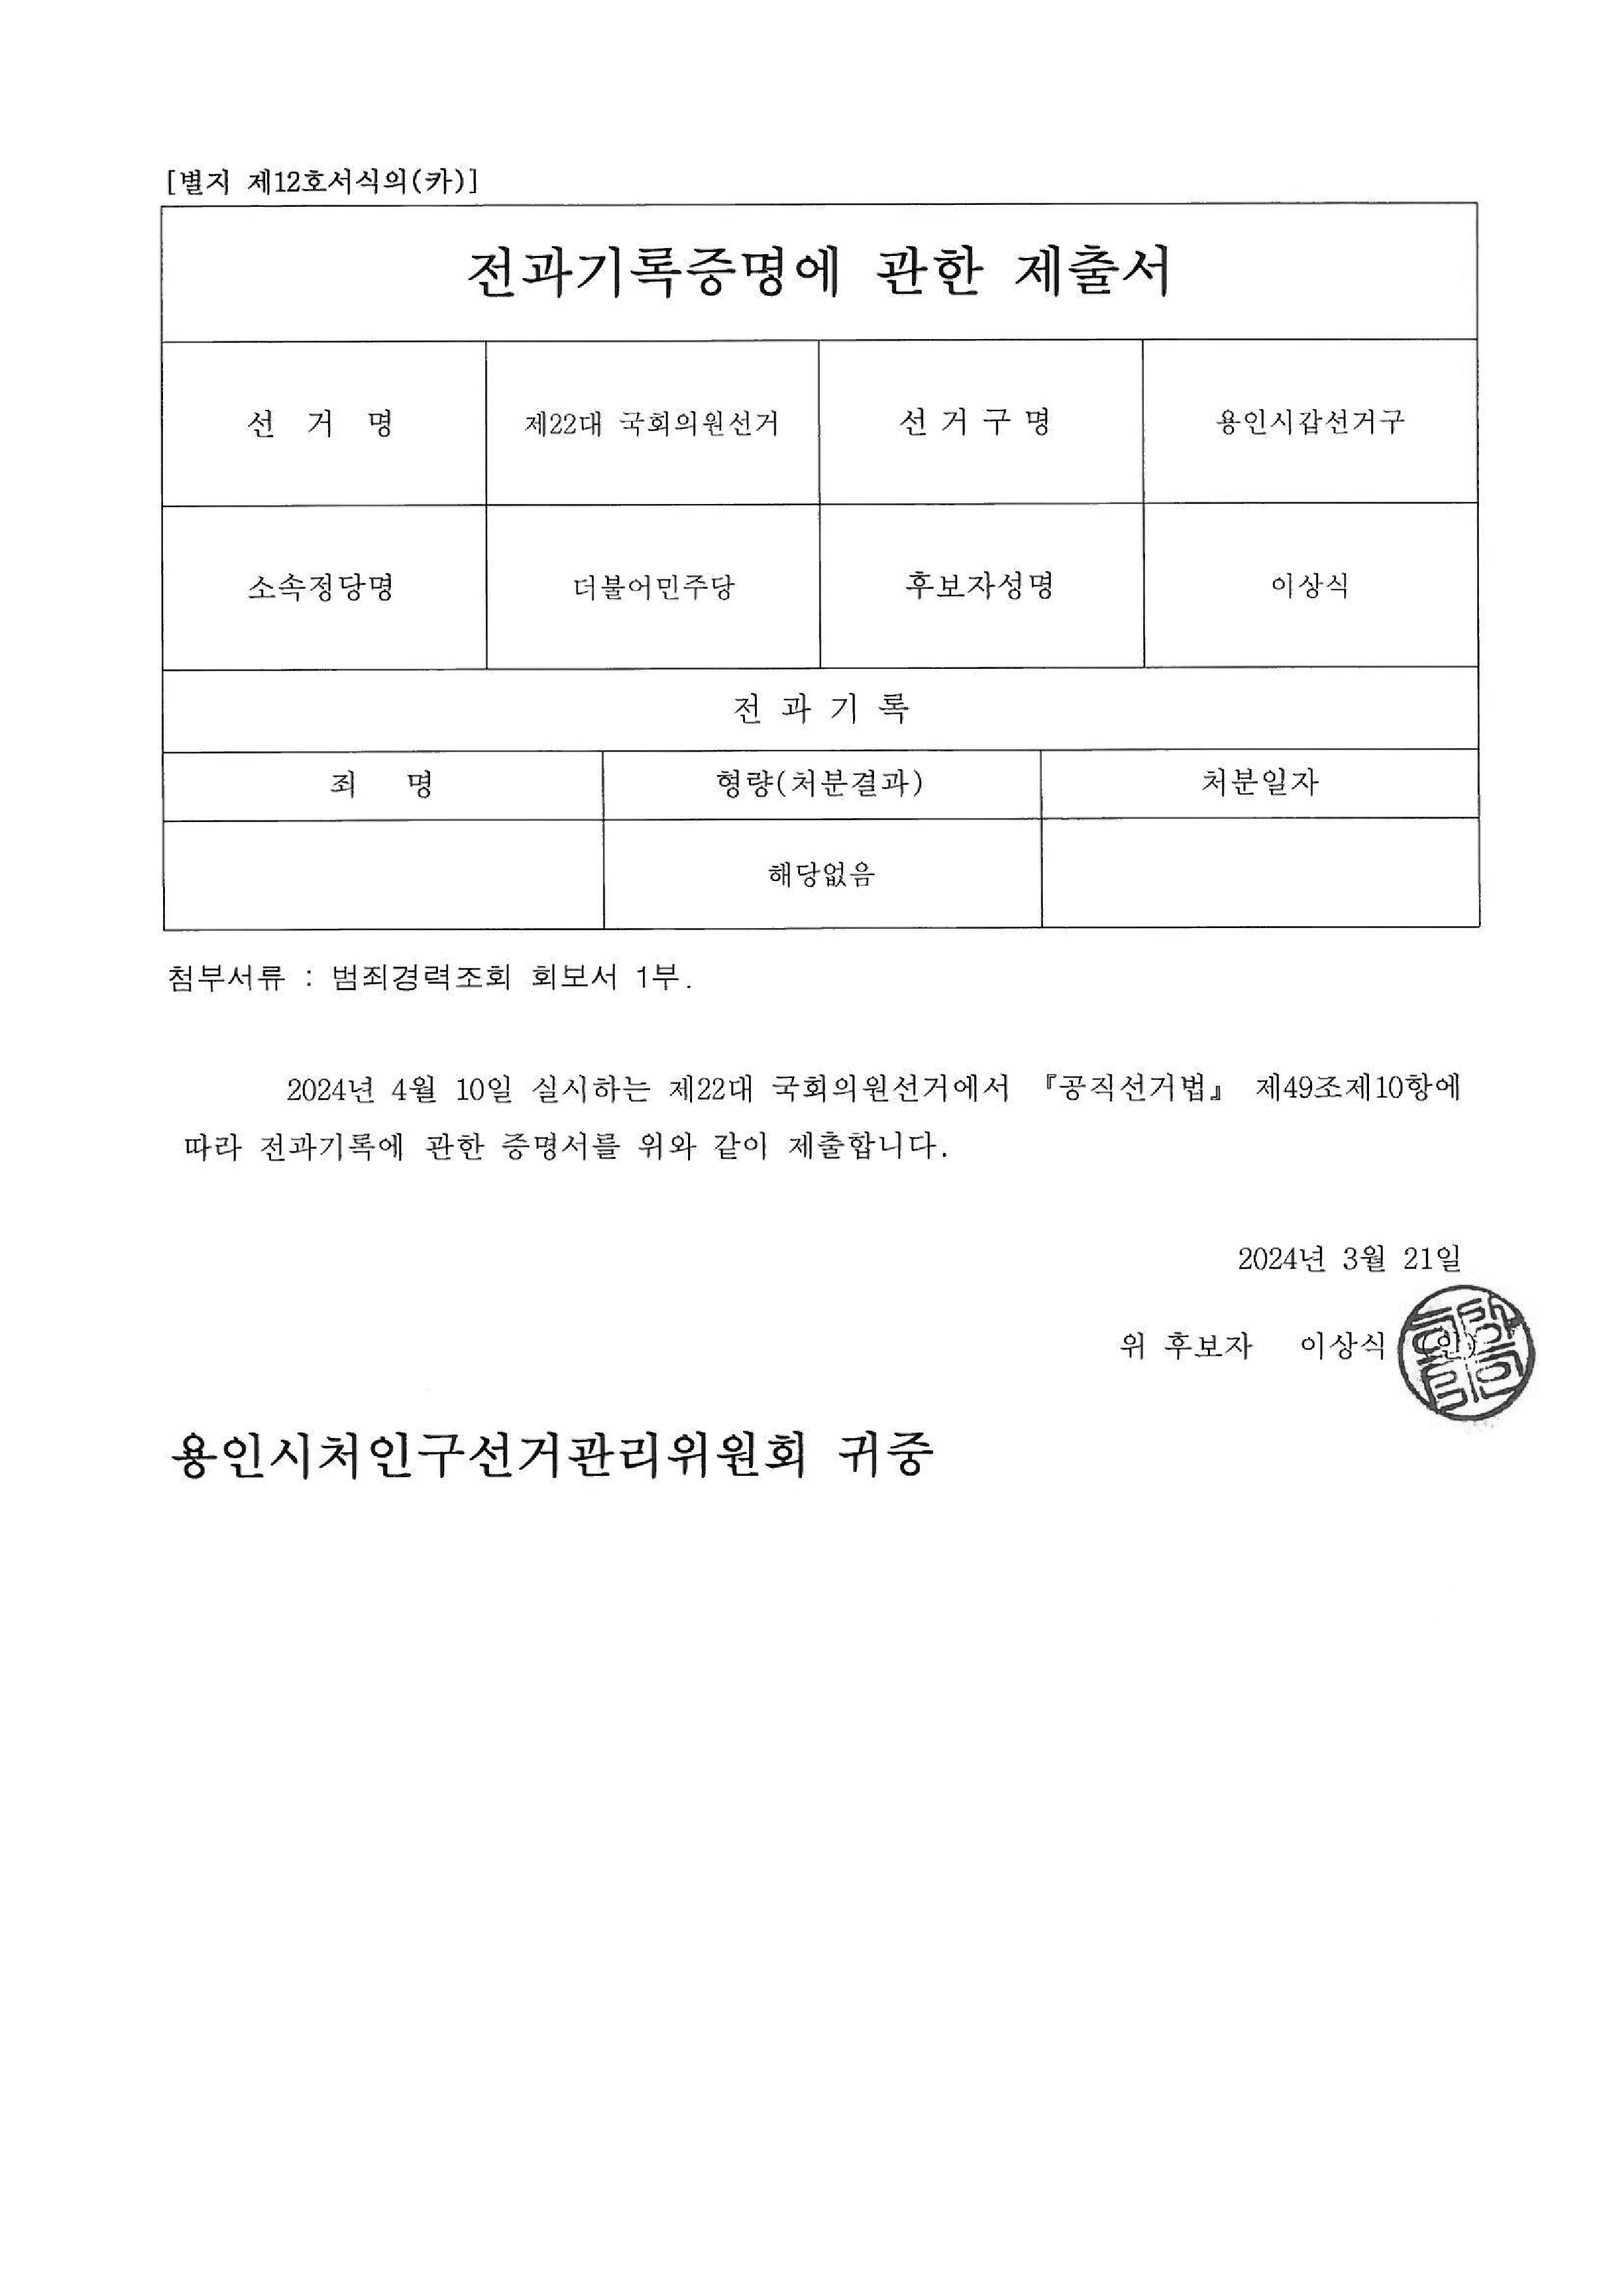 [별지 제12호서식의(카)]
전과기록증명에 관한 제출서
선 거 명 제22대 국회의원선거 선 거 구 명 용인시갑선거구
소속정당명 더불어민주당 후보자성명 이상식
전 과 기 록
죄 명 형량(처분결과) 처분일자
해당없음
첨부서류 : 범죄경력조회 회보서 1부.
2024년 4월 10일 실시하는 제22대 국회의원선거에서 『공직선거법』 제49조제10항에
따라 전과기록에 관한 증명서를 위와 같이 제출합니다.
2024년 3월 21일
위 후보자 이상식 (인)
용인시처인구선거관리위원회 귀중